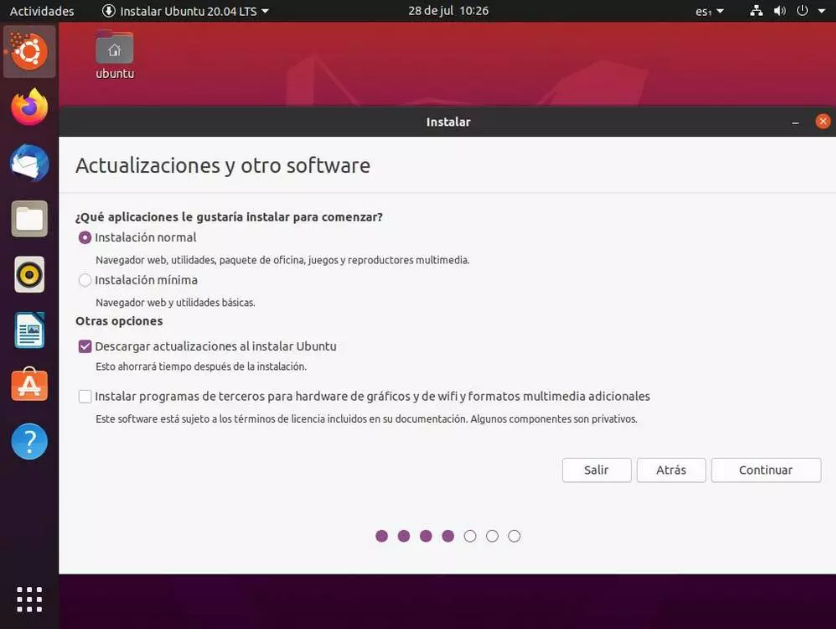 Actividades Instalar Ubuntu 20.04 LTS 28 de jul 10:26 es₁
ubuntu
Instalar
Actualizaciones y otro software
¿Qué aplicaciones le gustaría instalar para comenzar?
Instalación normal
Navegador web, utilidades, paquete de oficina, juegos y reproductores multimedia.
Instalación mínima
Navegador web y utilidades básicas.
Otras opciones
Descargar actualizaciones al instalar Ubuntu
Esto ahorrará tiempo después de la instalación.
Instalar programas de terceros para hardware de gráficos y de wifi y formatos multimedia adicionales
Este software está sujeto a los términos de licencia incluidos en su documentación. Algunos componentes son privativos.
Salir Atrás Continuar